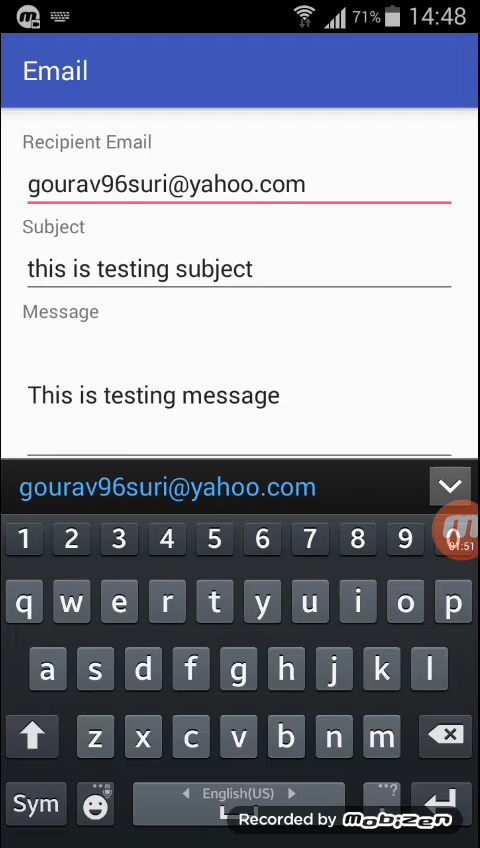 71% 14:48
Email
Recipient Email
gourav96suri@yahoo.com
Subject
this is testing subject
Message
This is testing message
gourav96suri@yahoo.com
1 2 3 4 5 6 7 8 9 0
01:51
q w e r t y u i o p
a s d f g h j k l
z x c v b n m
Sym English(US) ...?
Recorded by mobizen